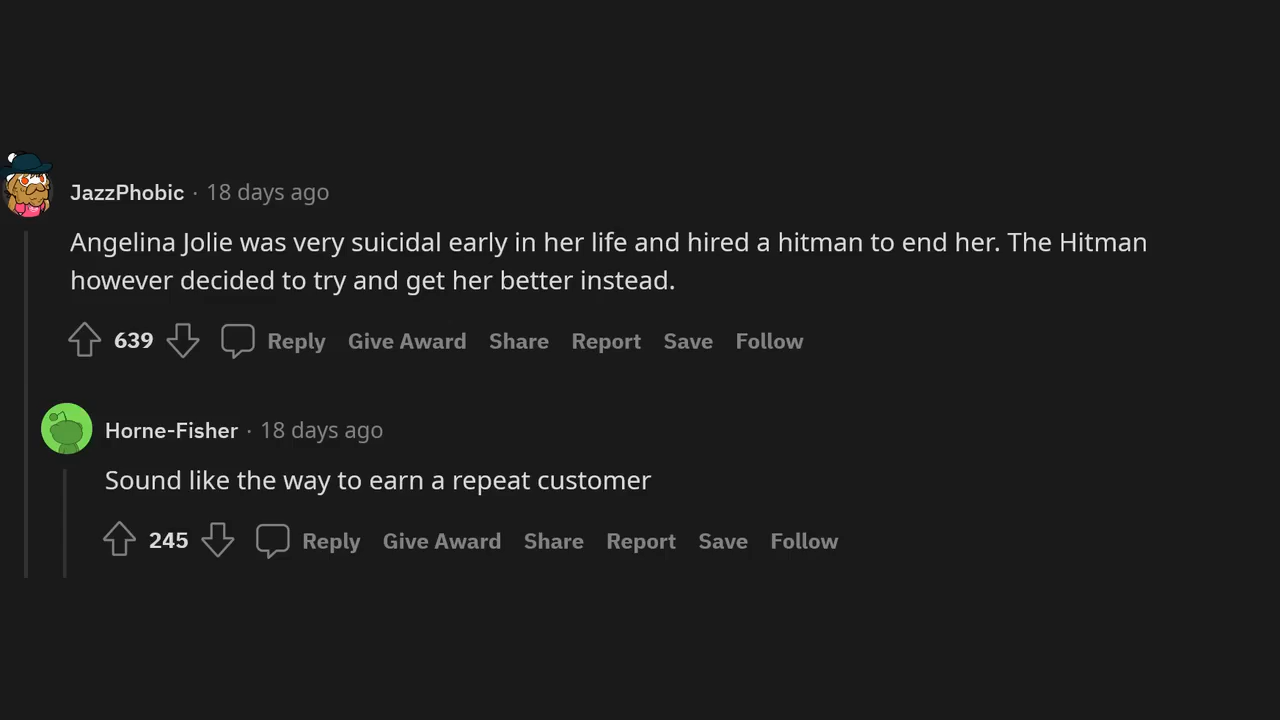 JazzPhobic · 18 days ago
Angelina Jolie was very suicidal early in her life and hired a hitman to end her. The Hitman
however decided to try and get her better instead.
639 Reply Give Award Share Report Save Follow
Horne-Fisher · 18 days ago
Sound like the way to earn a repeat customer
245 Reply Give Award Share Report Save Follow